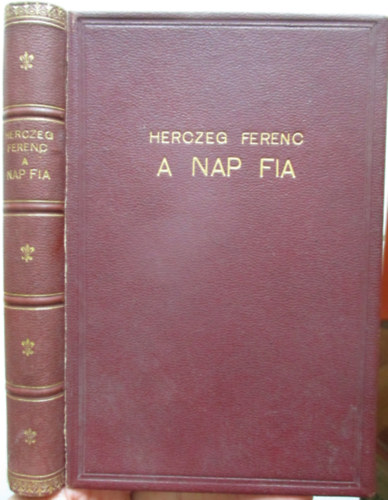 HERCZEG
FERENC
A
NAP FIA
HERCZEG FERENC
A NAP FIA